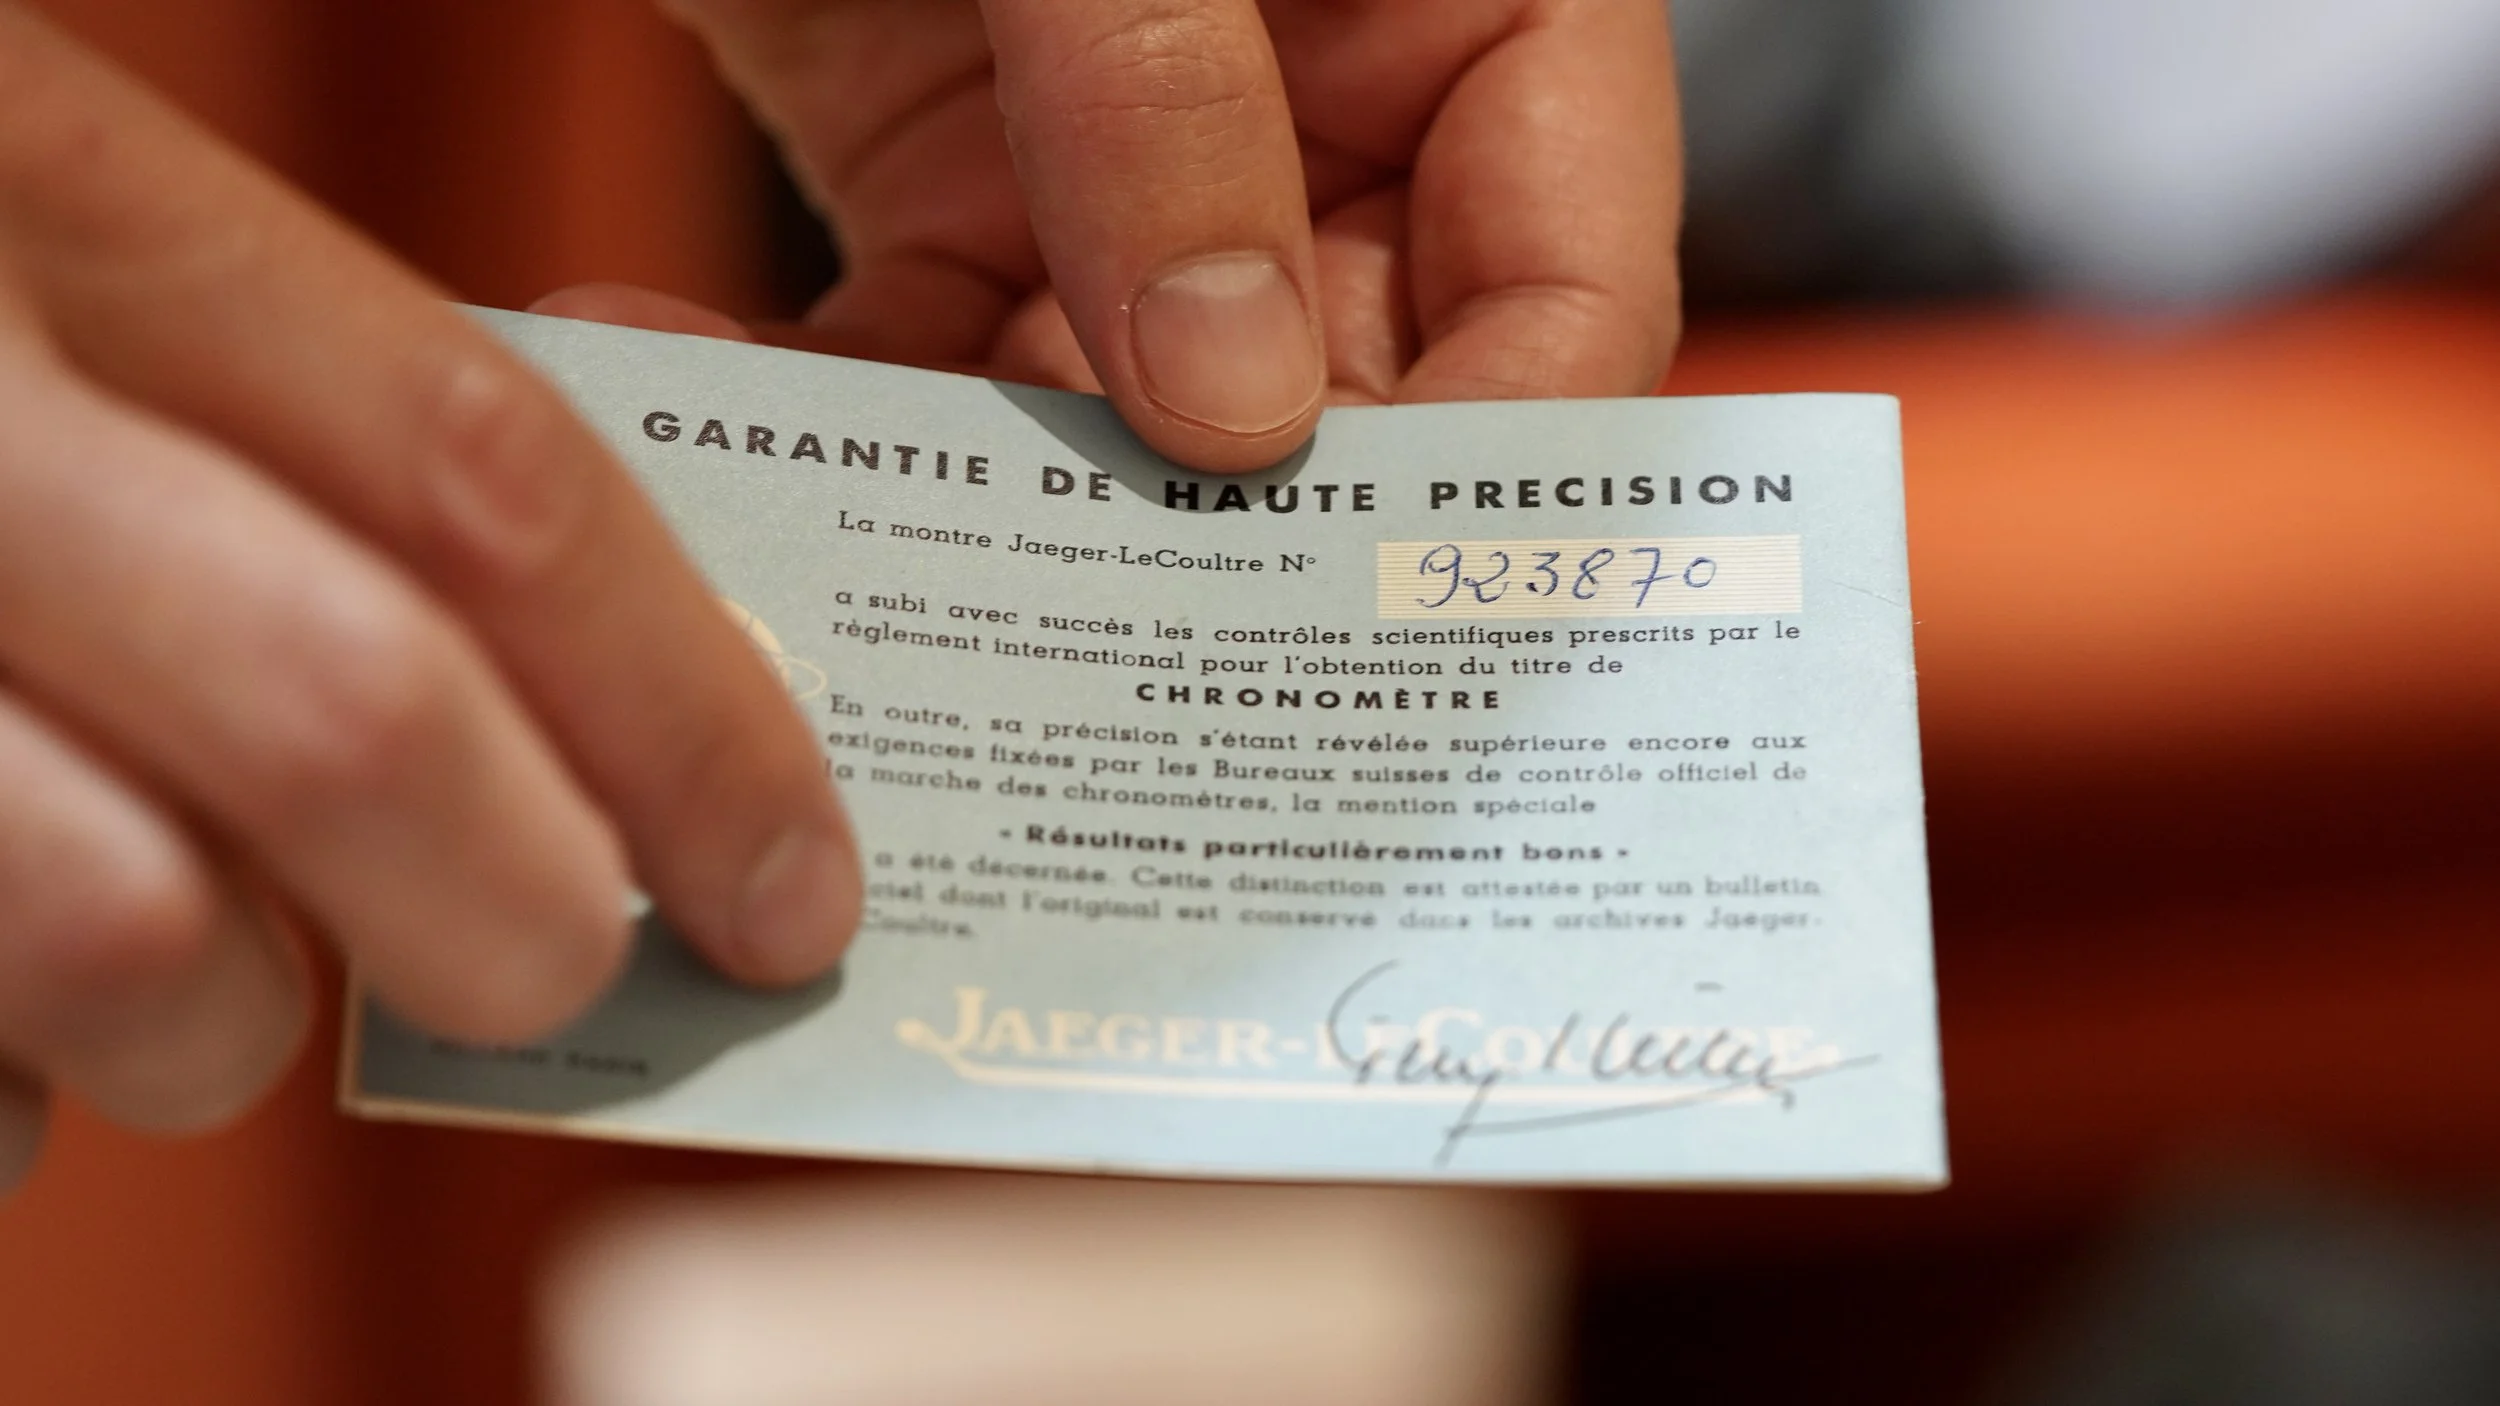 GARANTIE DE HAUTE PRECISION
La montre Jaeger-LeCoultre N° 923870
a subi avec succès les contrôles scientifiques prescrits par le
règlement international pour l'obtention du titre de
CHRONOMÈTRE
En outre, sa précision s'étant révélée supérieure encore aux
exigences fixées par les Bureaux suisses de contrôle officiel de
la marche des chronomètres, la mention spéciale
« Résultats particulièrement bons »
a été décernée. Cette distinction est attestée par un bulletin
ciel dont l'original est conservé dans les archives Jaeger-
Coultre.
JAEGER-LECOULTRE